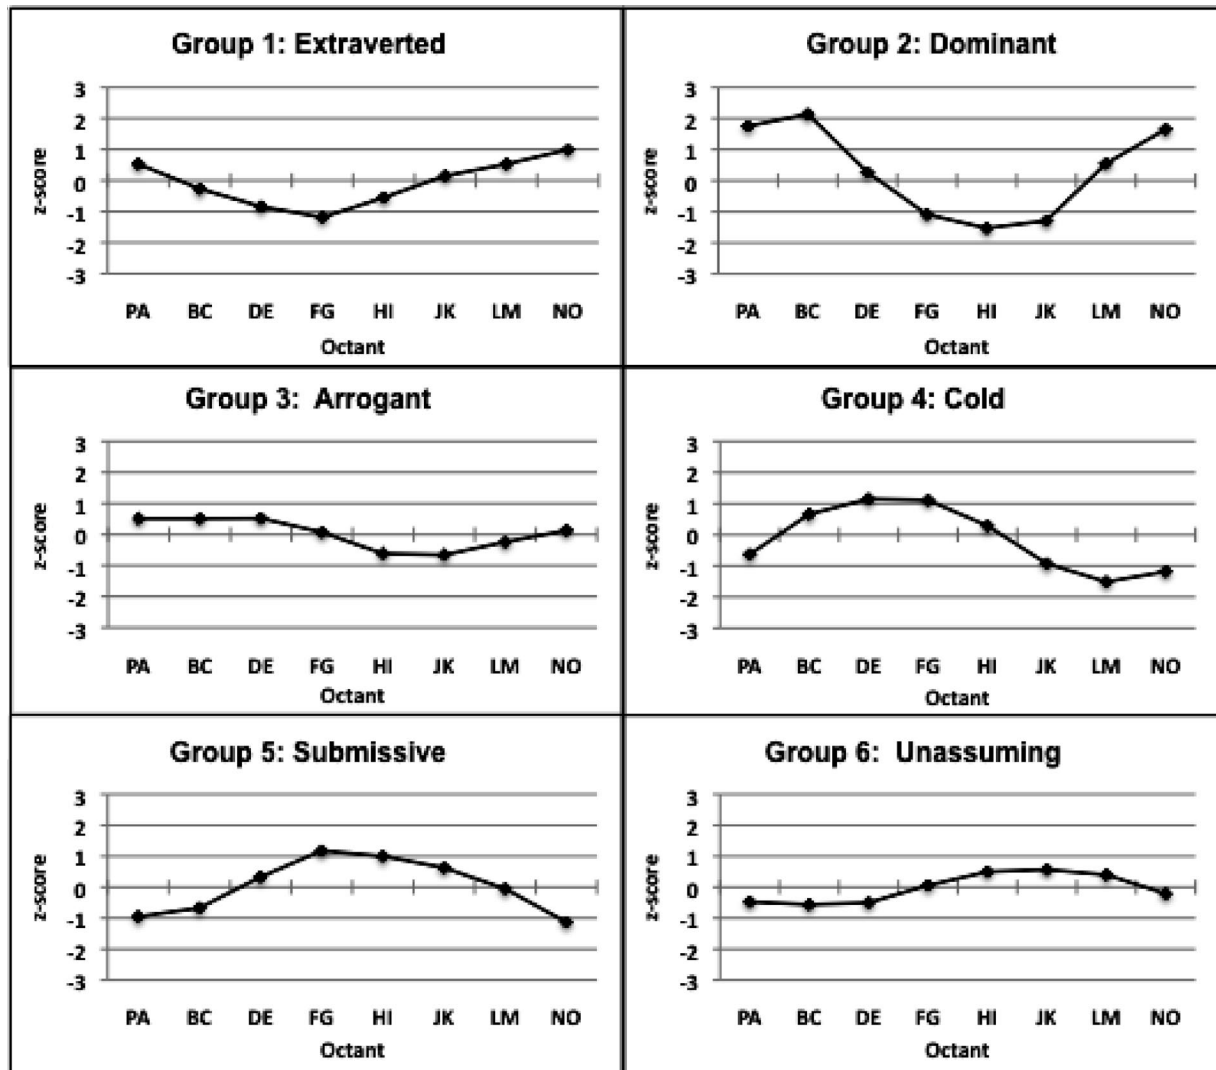 Group 1: Extraverted
3
2
1
0
-1
-2
-3
z-score
PA BC DE FG HI JK LM NO
Octant
Group 2: Dominant
3
2
1
0
-1
-2
-3
z-score
PA BC DE FG HI JK LM NO
Octant
Group 3: Arrogant
3
2
1
0
-1
-2
-3
z-score
PA BC DE FG HI JK LM NO
Octant
Group 4: Cold
3
2
1
0
-1
-2
-3
z-score
PA BC DE FG HI JK LM NO
Octant
Group 5: Submissive
3
2
1
0
-1
-2
-3
z-score
PA BC DE FG HI JK LM NO
Octant
Group 6: Unassuming
3
2
1
0
-1
-2
-3
z-score
PA BC DE FG HI JK LM NO
Octant